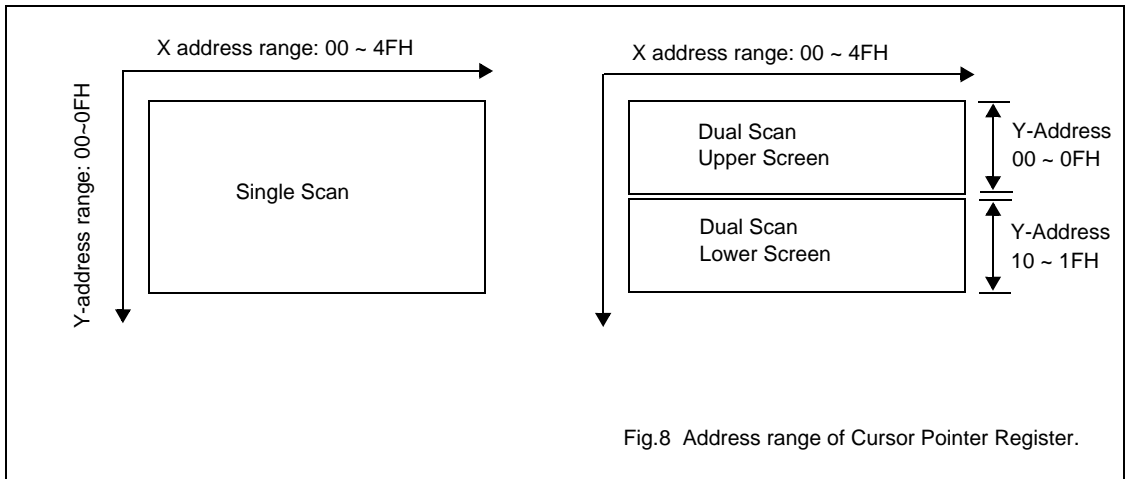 X address range: 00 ~ 4FH
Y-address range: 00~0FH
Single Scan
X address range: 00 ~ 4FH
Dual Scan
Upper Screen
Y-Address
00 ~ 0FH
Dual Scan
Lower Screen
Y-Address
10 ~ 1FH
Fig.8 Address range of Cursor Pointer Register.